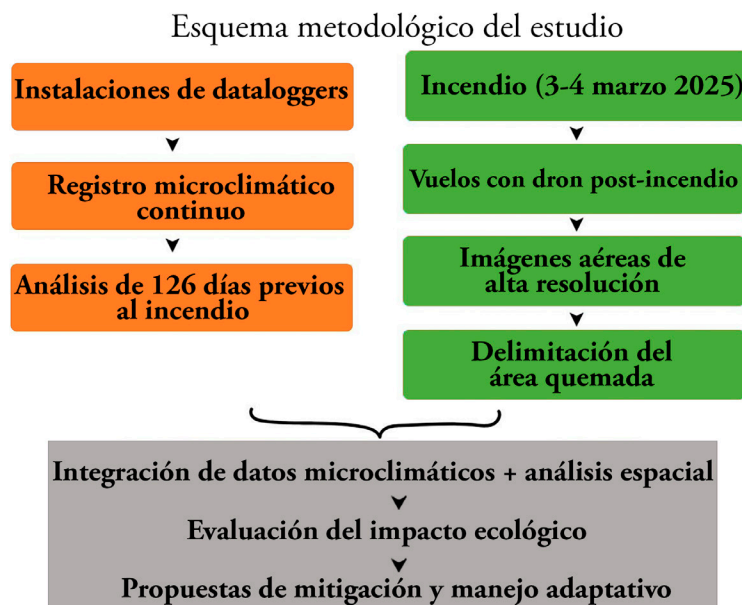 Esquema metodológico del estudio
Instalaciones de dataloggers
Registro microclimático
continuo
Análisis de 126 días previos
al incendio
Incendio (3-4 marzo 2025)
Vuelos con dron post-incendio
Imágenes aéreas de
alta resolución
Delimitación del
área quemada
Integración de datos microclimáticos + análisis espacial
Evaluación del impacto ecológico
Propuestas de mitigación y manejo adaptativo